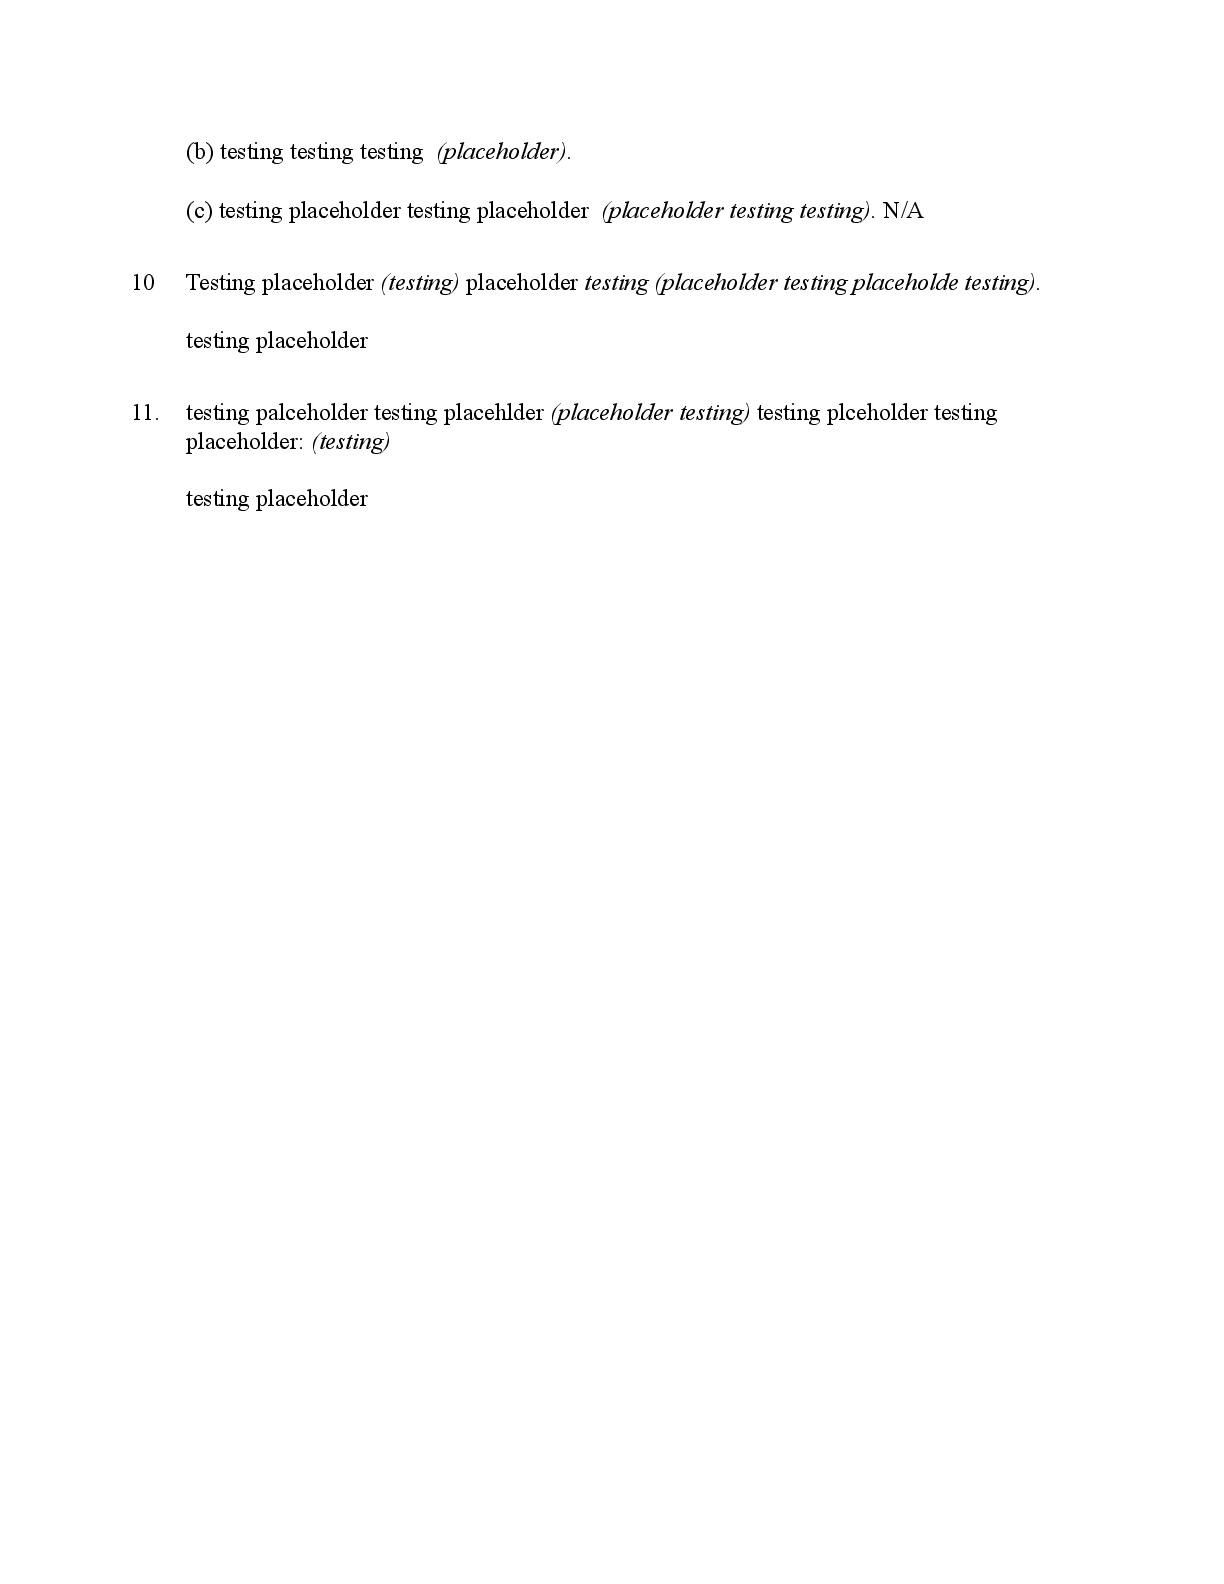 (b) testing testing testing (placeholder).
(c) testing placeholder testing placeholder (placeholder testing testing). N/A
10 Testing placeholder (testing) placeholder testing (placeholder testing placeholde testing).
testing placeholder
11. testing palceholder testing placehlder (placeholder testing) testing plceholder testing
placeholder: (testing)
testing placeholder